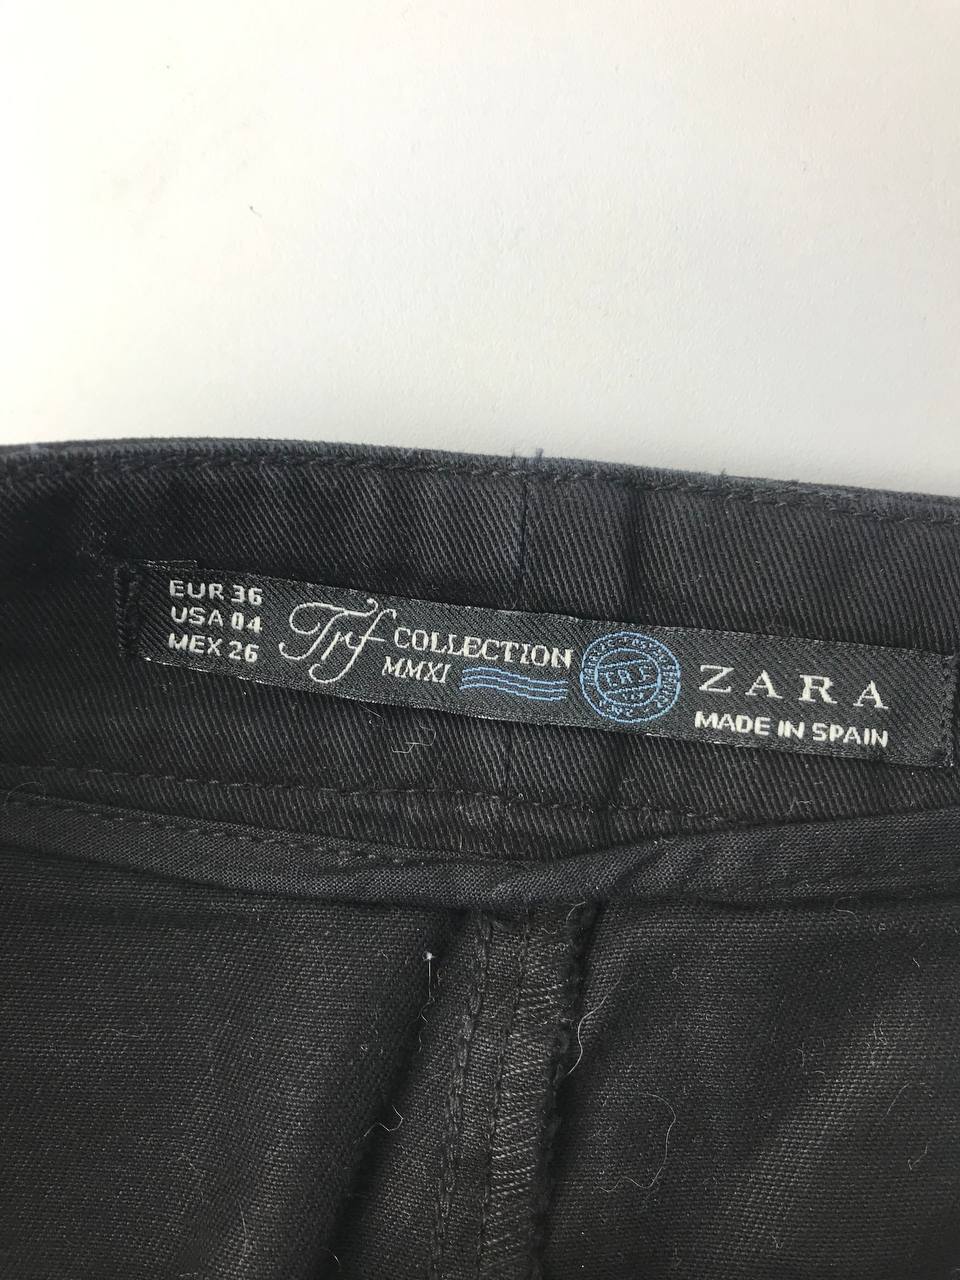 EUR 36
USA 04
MEX 26
Trf COLLECTION
MMXI
T.R.F.
ZARA
MADE IN SPAIN